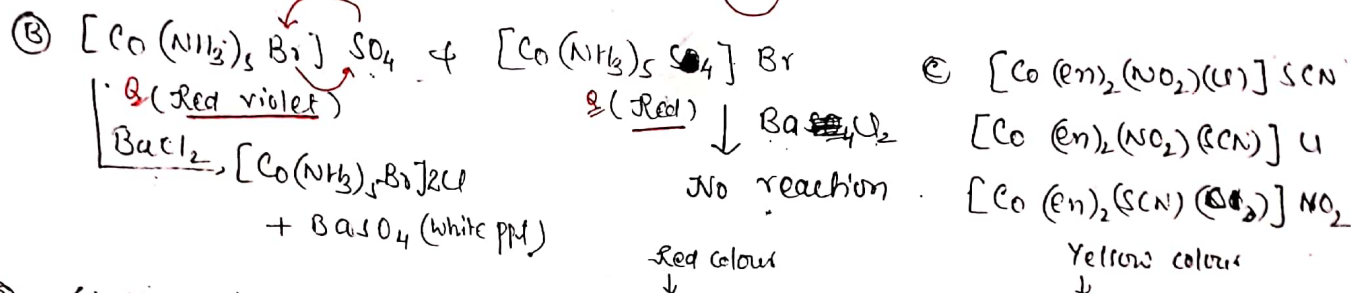 Ⓑ [Co(NH3)5 Br] SO4 & [Co(NH3)5 SO4] Br
Q (Red violet)
Q (Red)
BaCl2, [Co(NH3)5Br]2Cl
+ BaSO4 (white ppt)
↓ Ba Cl2
No reaction
Red colour
↓
Ⓒ [Co(en)2(NO2)(Cl)] SCN
[Co (en)2(NO2)(SCN)] Cl
[Co (en)2(SCN) ( )] NO2
Yellow colour
↓